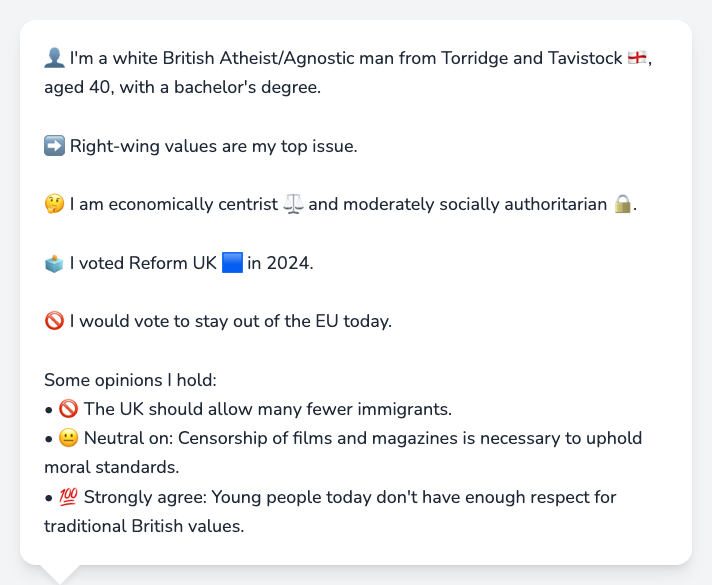 👤 I'm a white British Atheist/Agnostic man from Torridge and Tavistock 🏴󠁧󠁢󠁥󠁮󠁧󠁿,
aged 40, with a bachelor's degree.
➡️ Right-wing values are my top issue.
🤔 I am economically centrist ⚖️ and moderately socially authoritarian 🔒.
🗳️ I voted Reform UK 🟦 in 2024.
🚫 I would vote to stay out of the EU today.
Some opinions I hold:
• 🚫 The UK should allow many fewer immigrants.
• 😐 Neutral on: Censorship of films and magazines is necessary to uphold
moral standards.
• 💯 Strongly agree: Young people today don't have enough respect for
traditional British values.